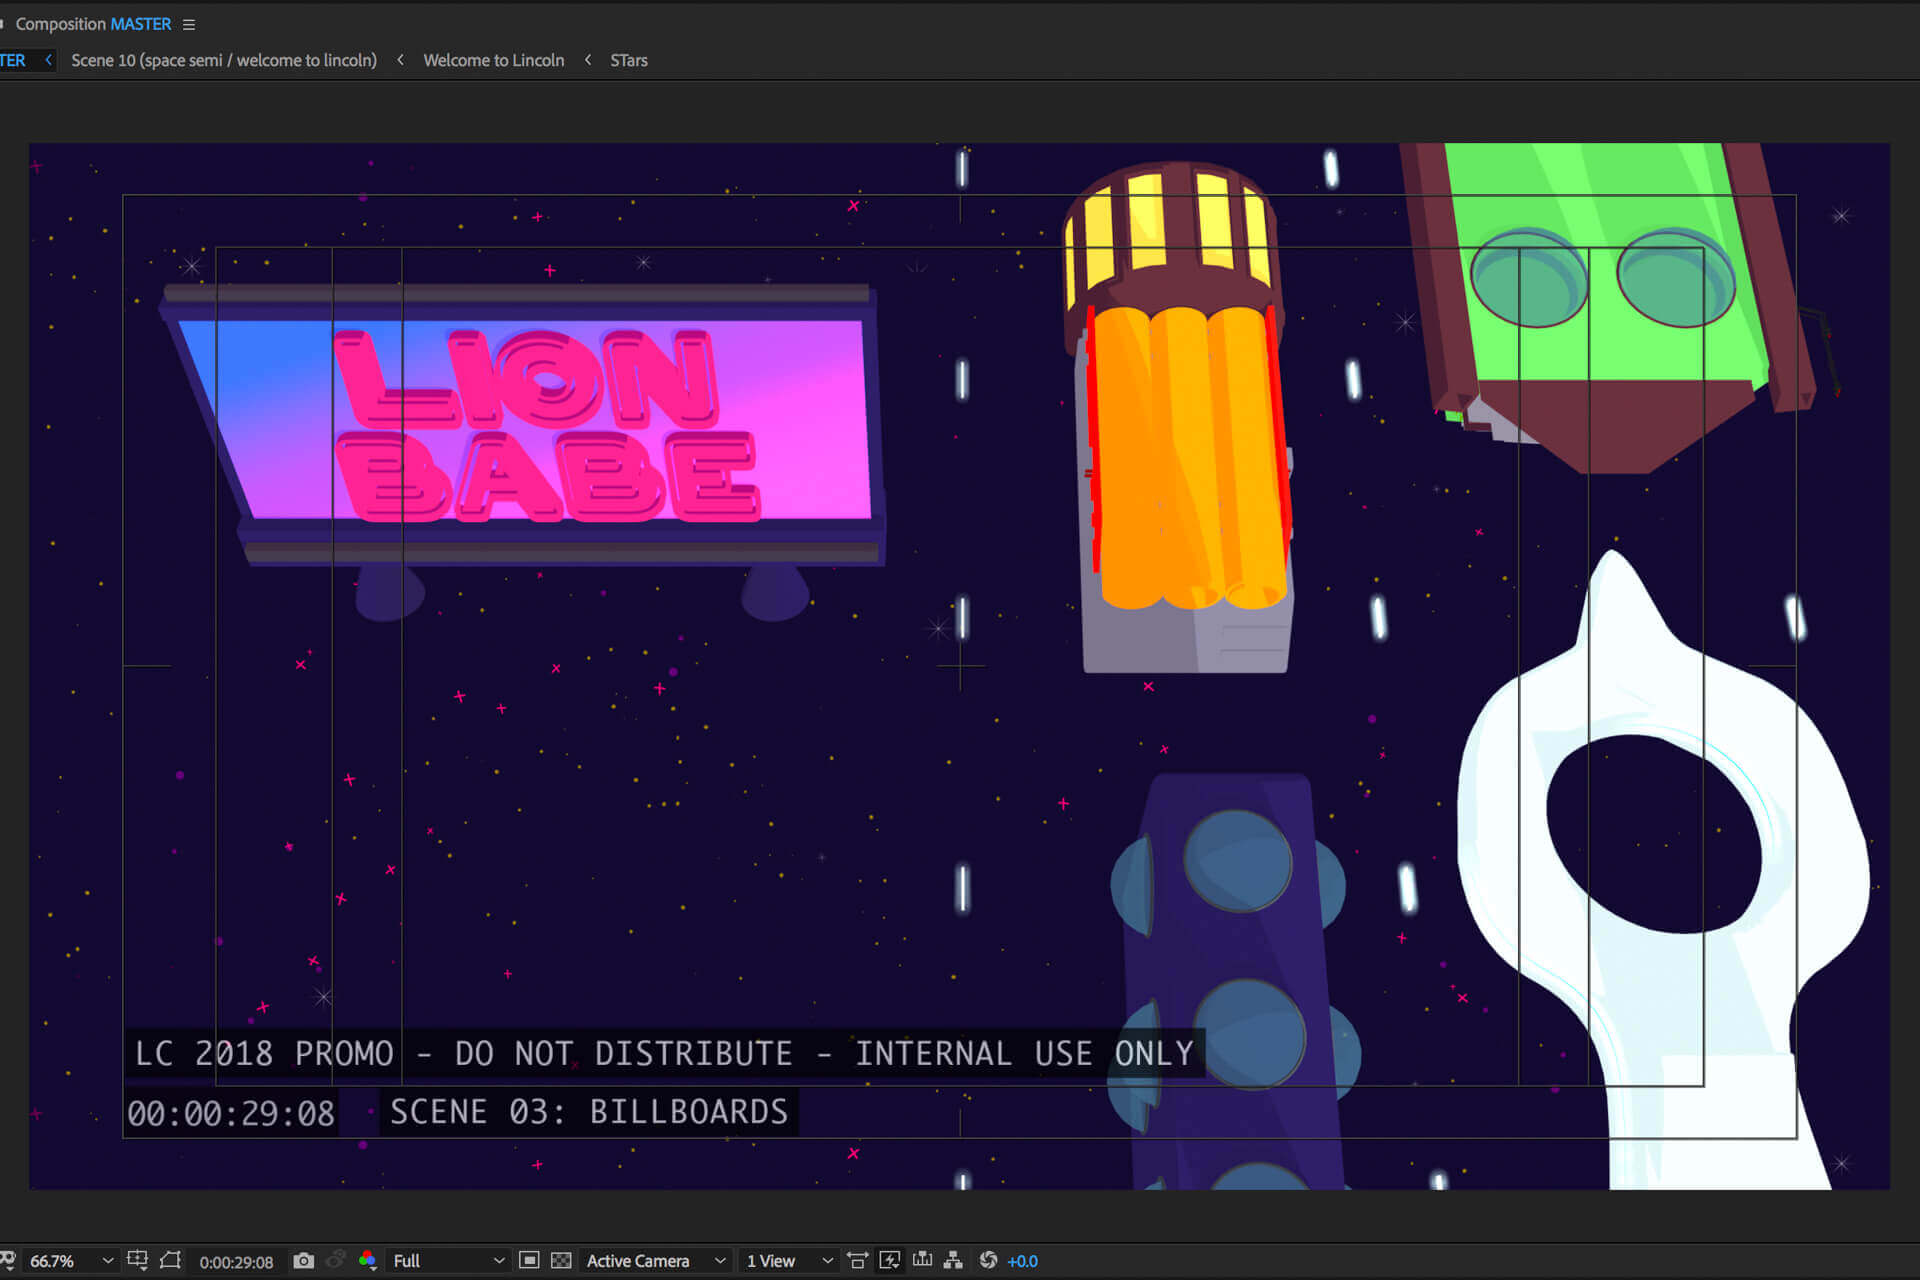 Composition MASTER
TER Scene 10 (space semi / welcome to lincoln) Welcome to Lincoln STars
LION
BABE
LC 2018 PROMO - DO NOT DISTRIBUTE - INTERNAL USE ONLY
00:00:29:08 SCENE 03: BILLBOARDS
66.7% 0:00:29:08 Full Active Camera 1 View +0.0